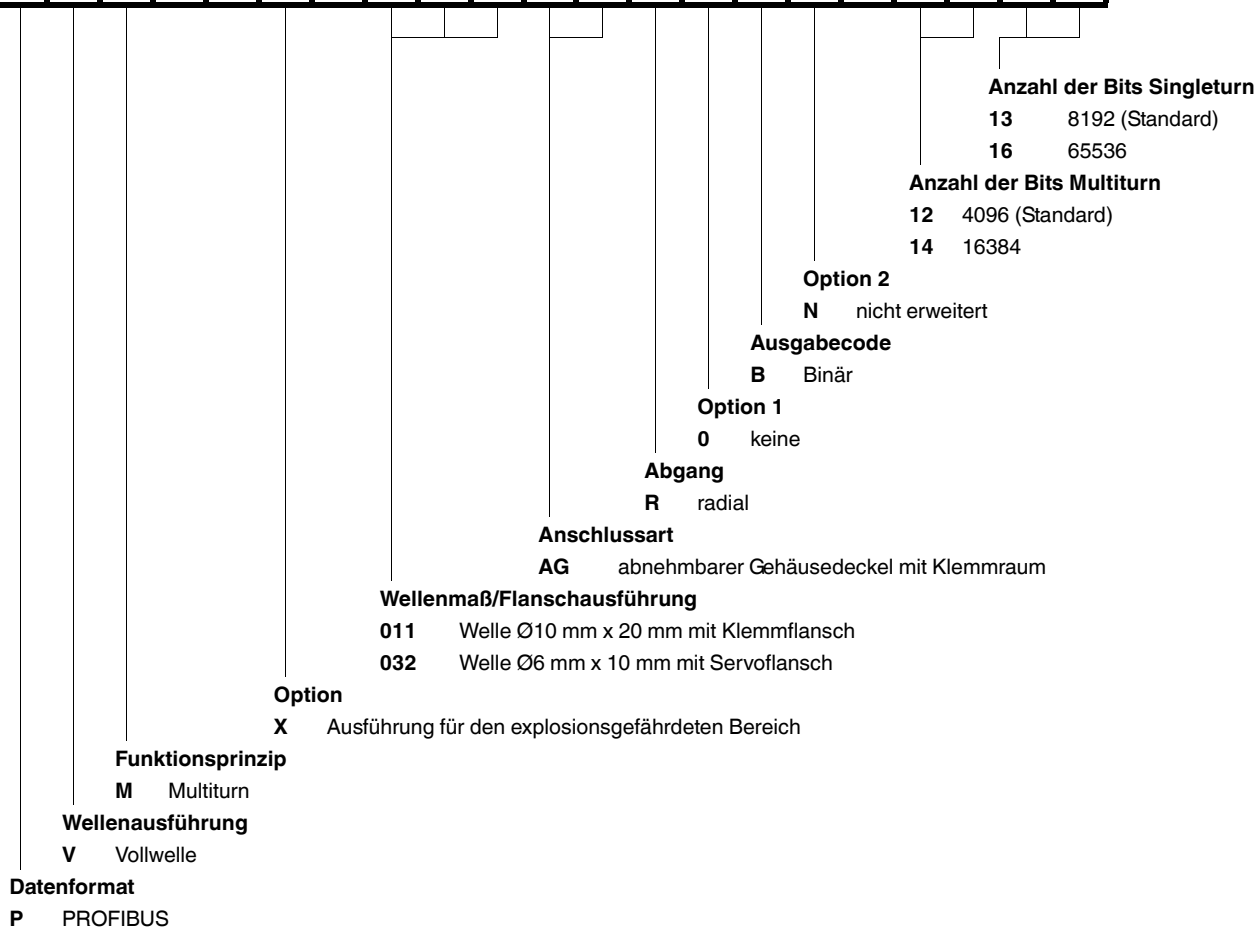 Anzahl der Bits Singleturn
13 8192 (Standard)
16 65536
Anzahl der Bits Multiturn
12 4096 (Standard)
14 16384
Option 2
N nicht erweitert
Ausgabecode
B Binär
Option 1
0 keine
Abgang
R radial
Anschlussart
AG abnehmbarer Gehäusedeckel mit Klemmraum
Wellenmaß/Flanschausführung
011 Welle Ø10 mm x 20 mm mit Klemmflansch
032 Welle Ø6 mm x 10 mm mit Servoflansch
Option
X Ausführung für den explosionsgefährdeten Bereich
Funktionsprinzip
M Multiturn
Wellenausführung
V Vollwelle
Datenformat
P PROFIBUS